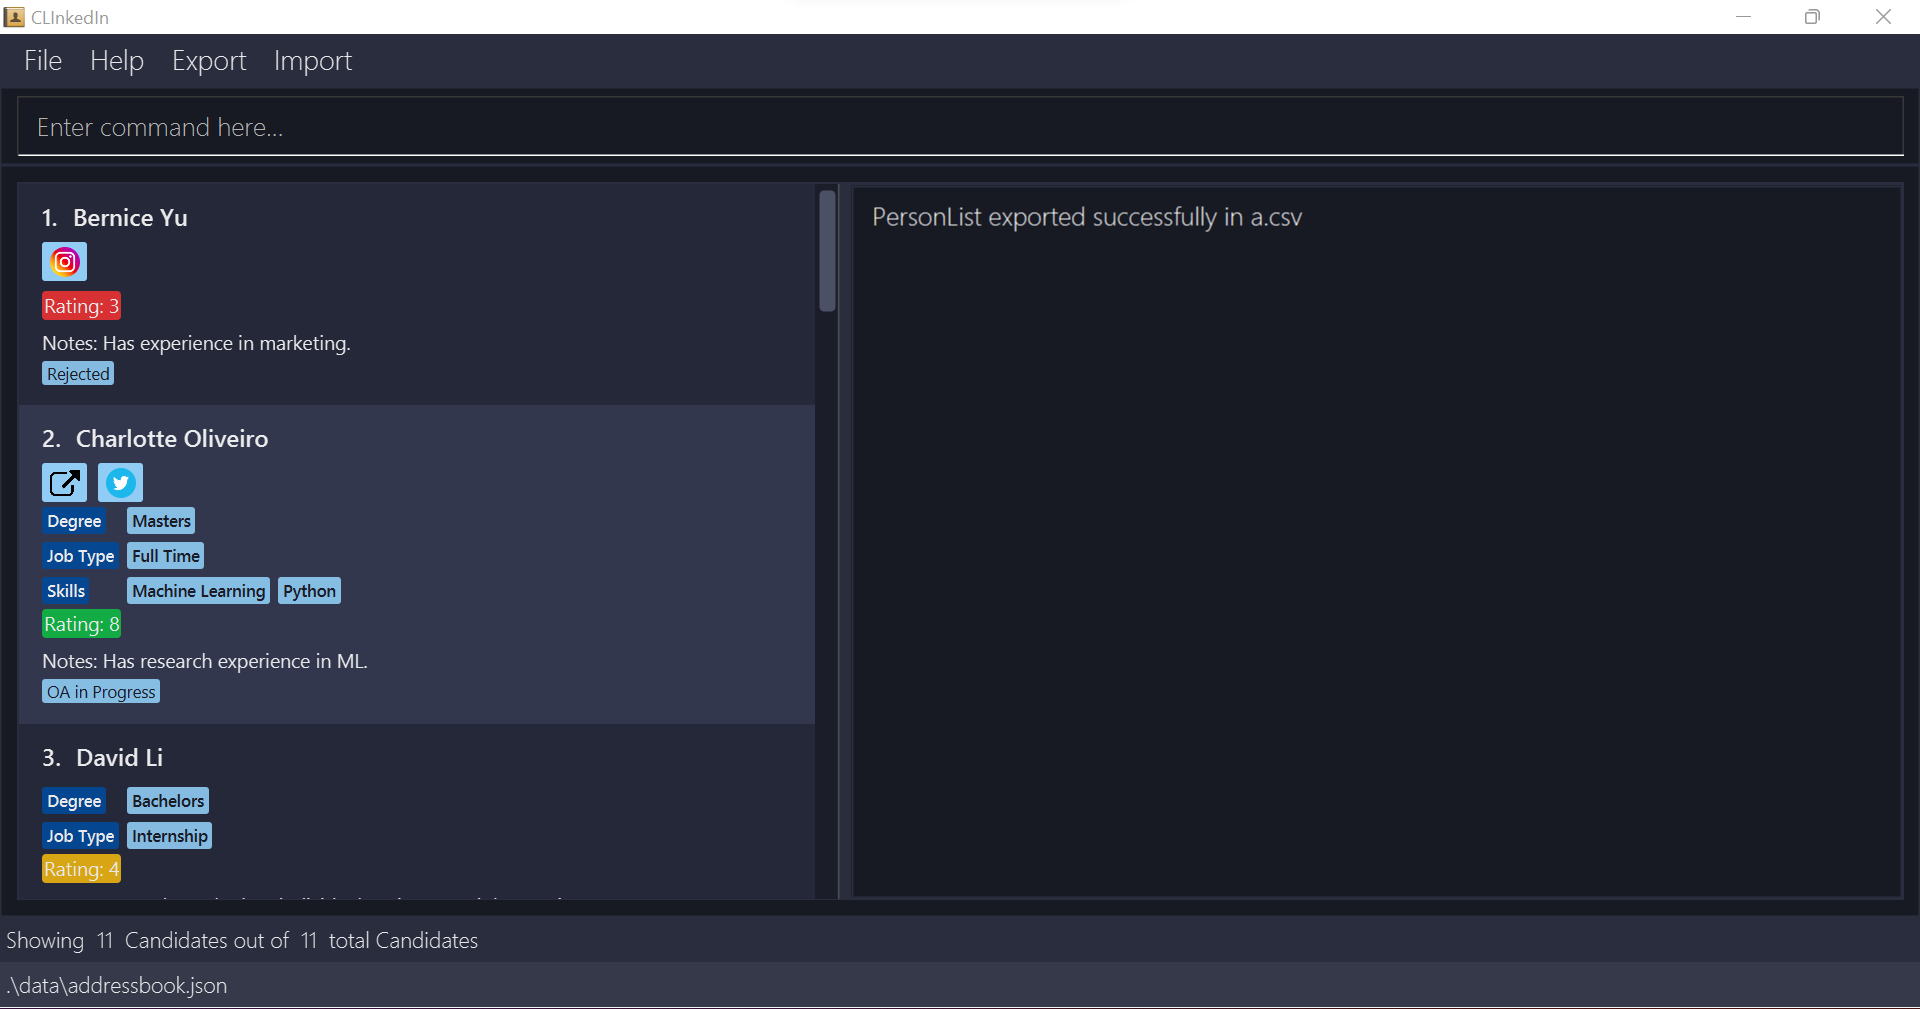 CLInkedIn
File Help Export Import
Enter command here...
1. Bernice Yu
Rating: 3
Notes: Has experience in marketing.
Rejected
2. Charlotte Oliveiro
Degree Masters
Job Type Full Time
Skills Machine Learning Python
Rating: 8
Notes: Has research experience in ML.
OA in Progress
3. David Li
Degree Bachelors
Job Type Internship
Rating: 4
PersonList exported successfully in a.csv
Showing 11 Candidates out of 11 total Candidates
.\data\addressbook.json